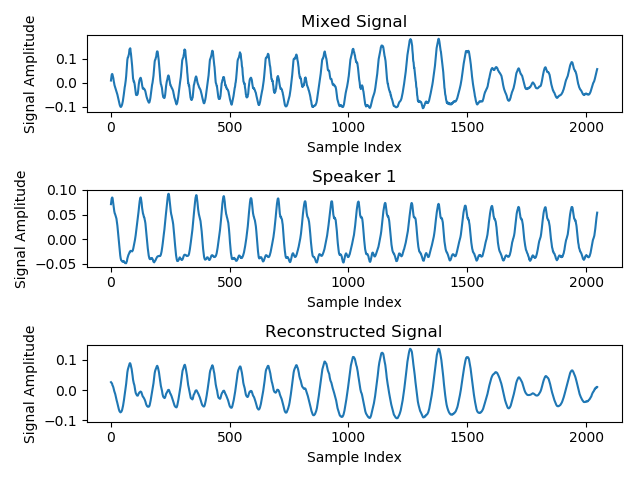 Mixed Signal
Signal Amplitude
0.1
0.0
−0.1
0
500
1000
1500
2000
Sample Index
Speaker 1
Signal Amplitude
0.10
0.05
0.00
−0.05
0
500
1000
1500
2000
Sample Index
Reconstructed Signal
Signal Amplitude
0.1
0.0
−0.1
0
500
1000
1500
2000
Sample Index